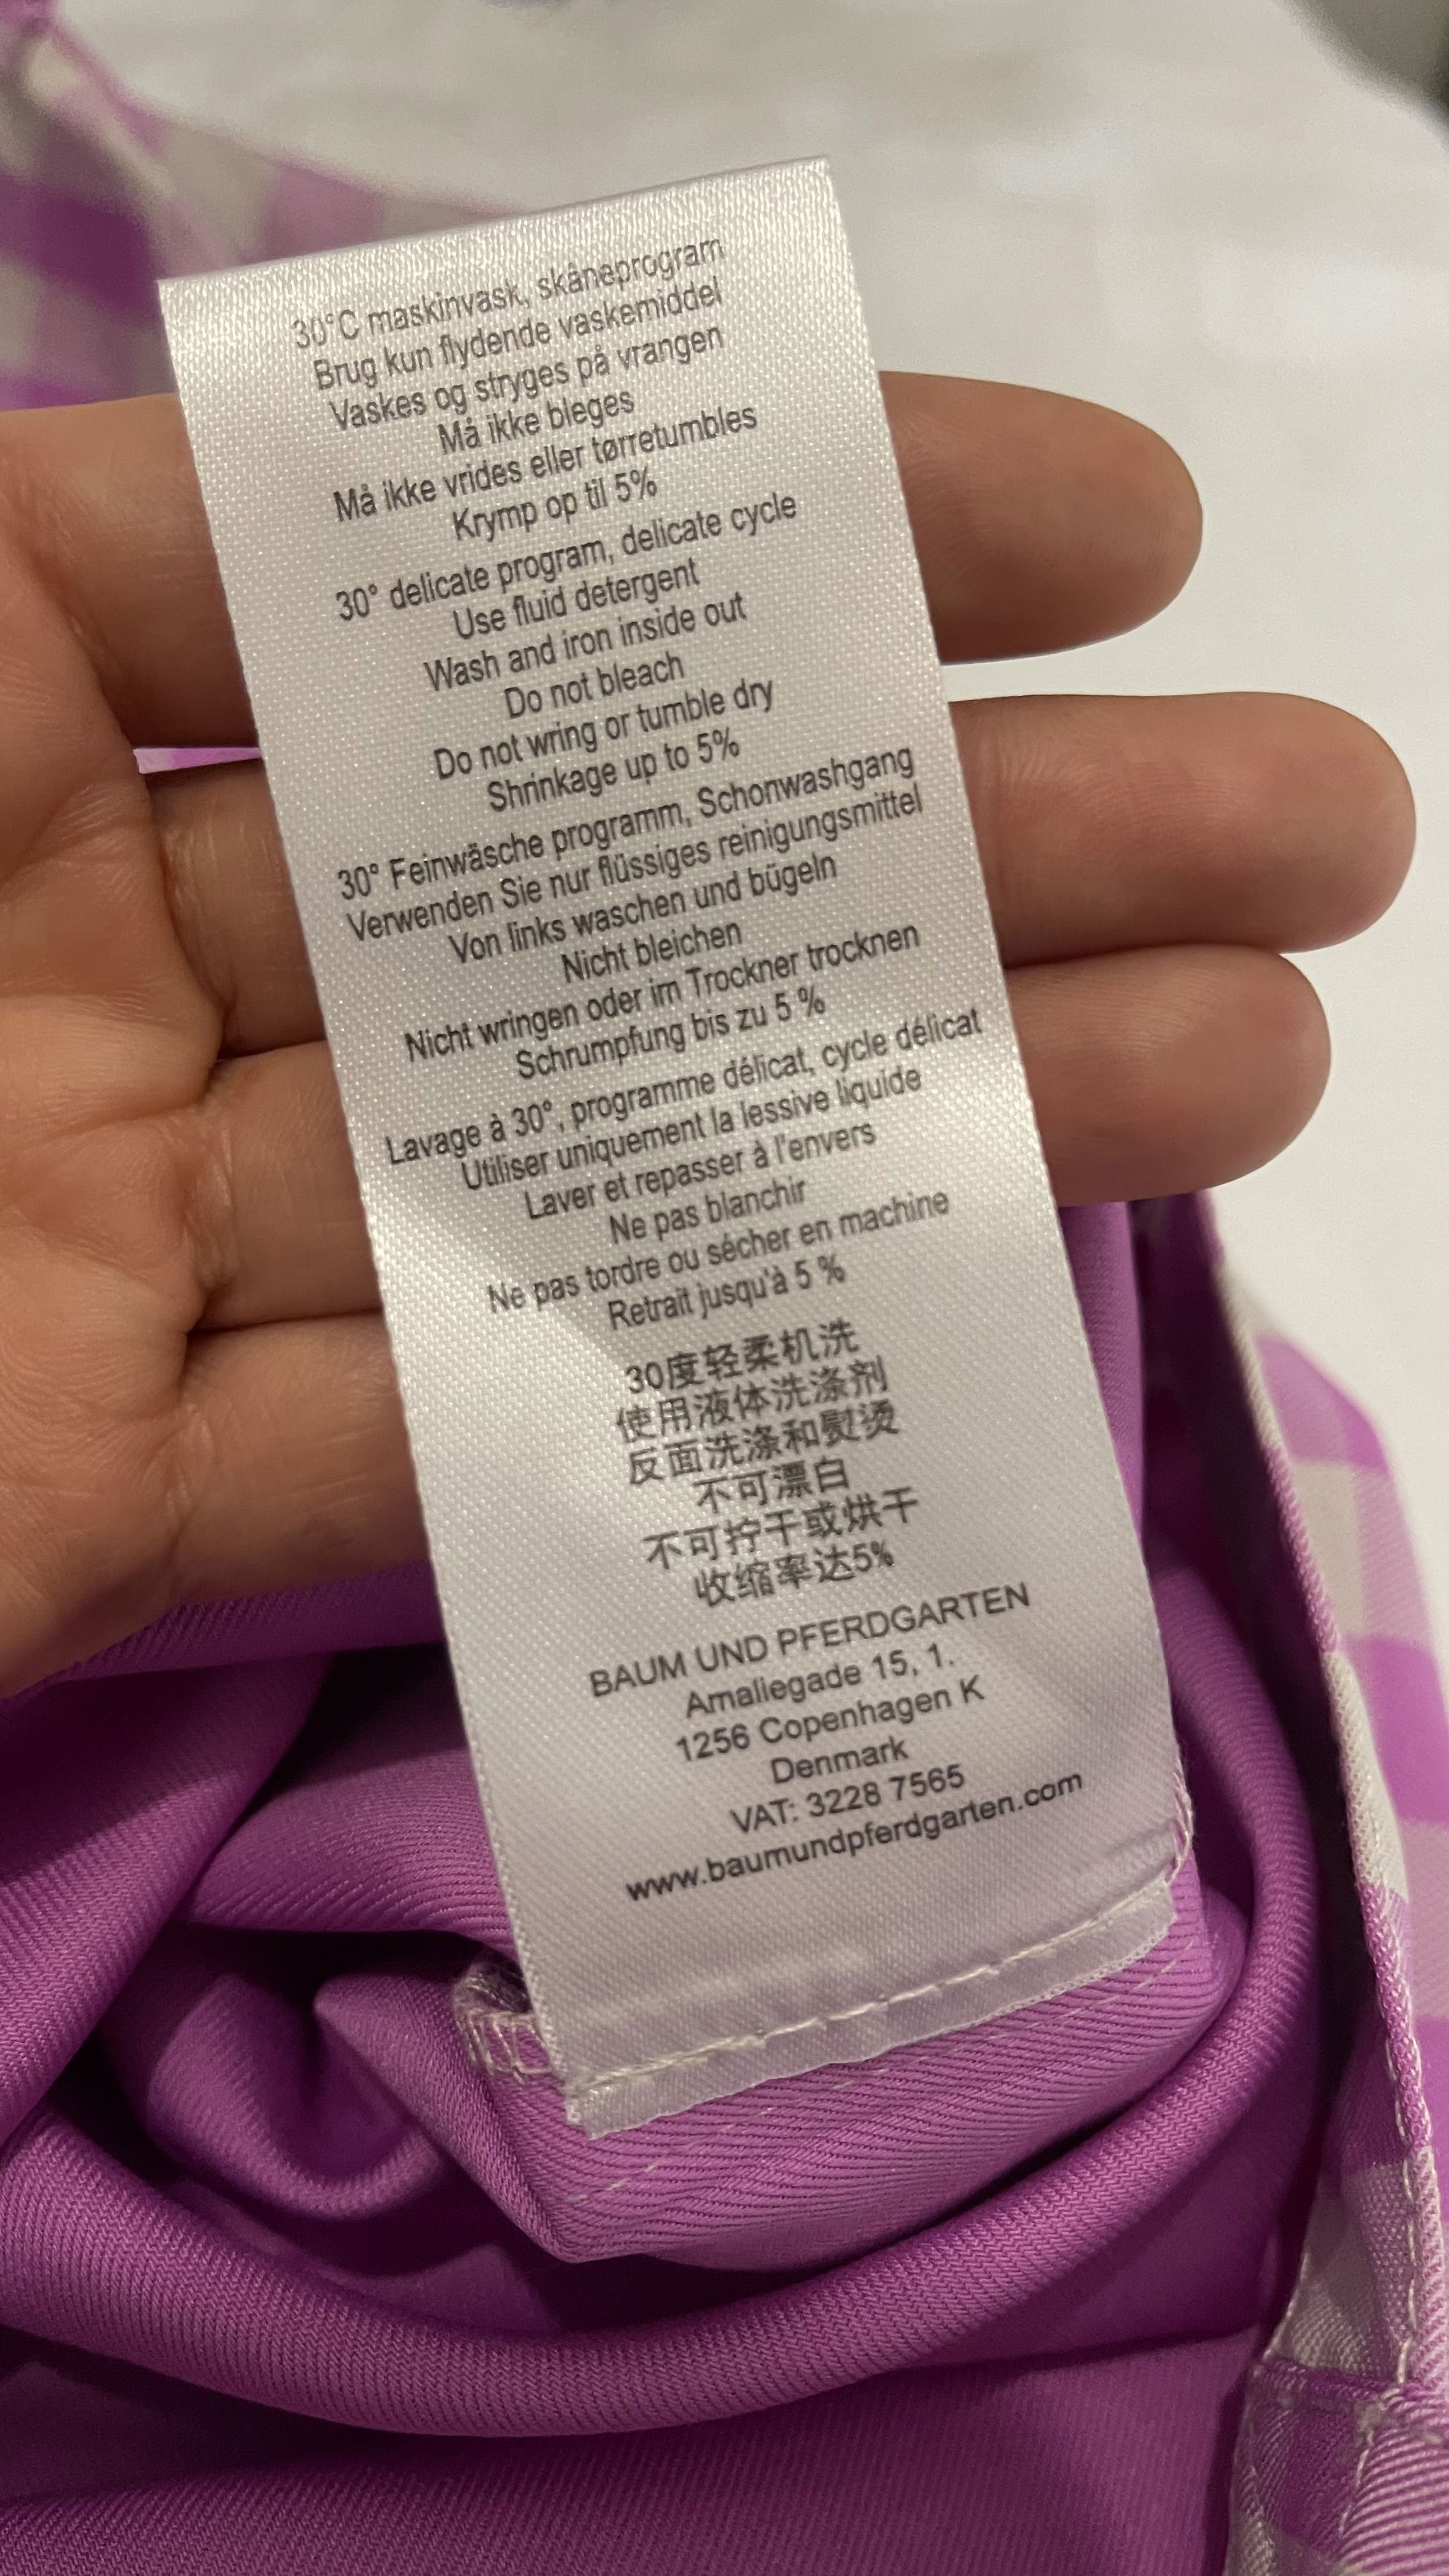 30°C maskinvask, skåneprogram
Brug kun flydende vaskemiddel
Vaskes og stryges på vrangen
Må ikke bleges
Må ikke vrides eller tørretumbles
Krymp op til 5%
30° delicate program, delicate cycle
Use fluid detergent
Wash and iron inside out
Do not bleach
Do not wring or tumble dry
Shrinkage up to 5%
30° Feinwäsche programm, Schonwashgang
Verwenden Sie nur flüssiges reinigungsmittel
Von links waschen und bügeln
Nicht bleichen
Nicht wringen oder im Trockner trocknen
Schrumpfung bis zu 5 %
Lavage à 30°, programme délicat, cycle délicat
Utiliser uniquement la lessive liquide
Laver et repasser à l'envers
Ne pas blanchir
Ne pas tordre ou sécher en machine
Retrait jusqu'à 5 %
30度轻柔机洗
使用液体洗涤剂
反面洗涤和熨烫
不可漂白
不可拧干或烘干
收缩率达5%
BAUM UND PFERDGARTEN
Amaliegade 15, 1.
1256 Copenhagen K
Denmark
VAT: 3228 7565
www.baumundpferdgarten.com